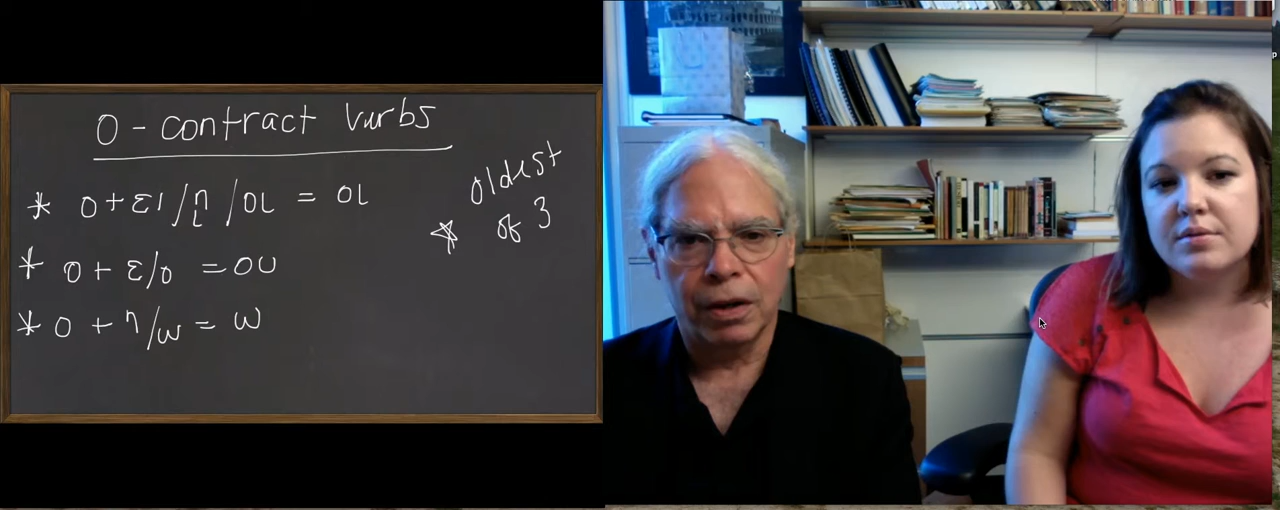 o - contract verbs
* ο + ει / ῃ / οι = οι
* ο + ε/ο = ου
* ο + η/ω = ω
oldest
* of 3